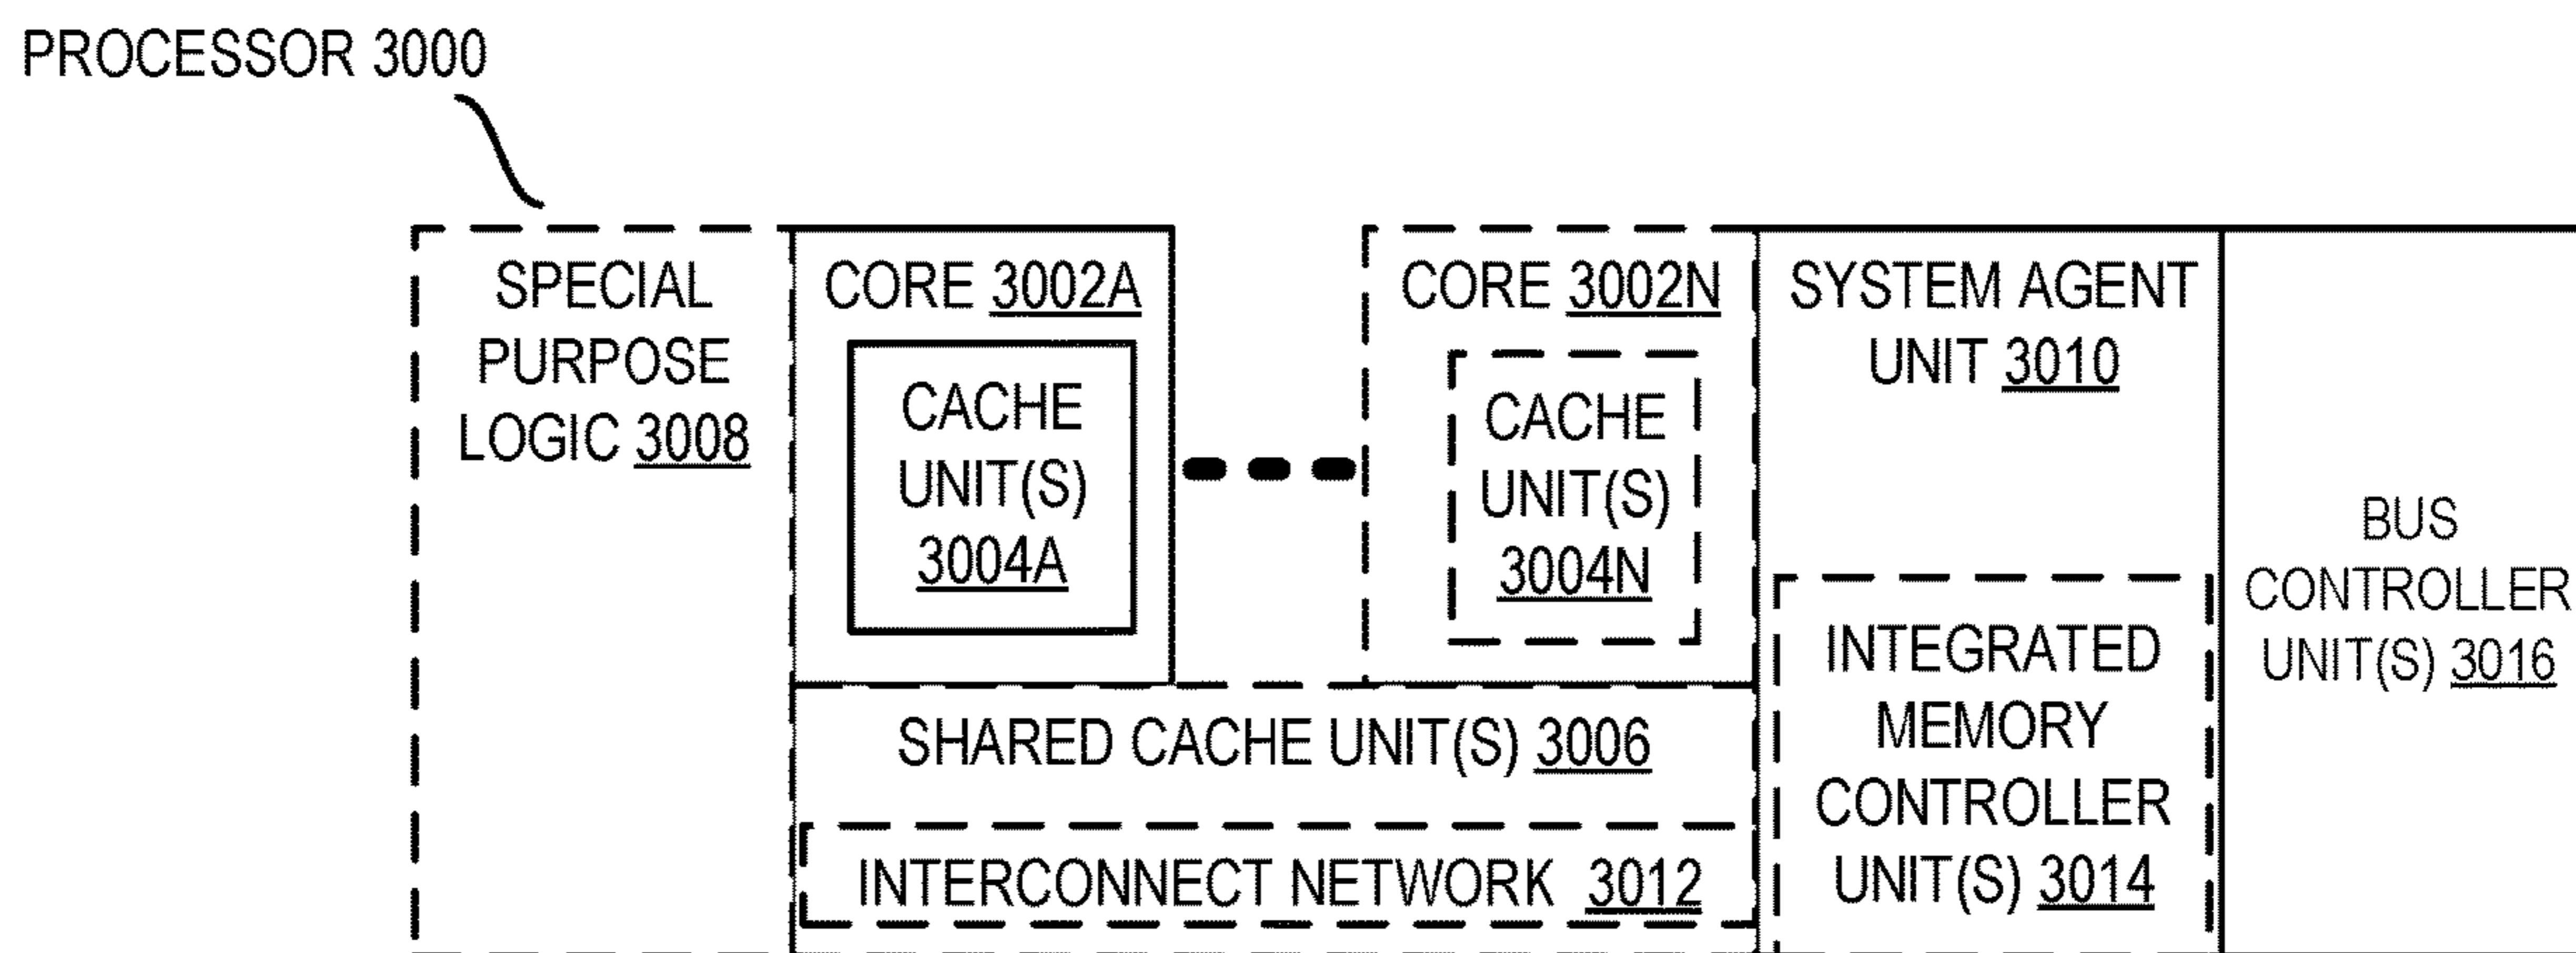 PROCESSOR 3000
SPECIAL
PURPOSE
LOGIC 3008
CORE 3002A
CACHE
UNIT(S)
3004A
CORE 3002N
CACHE
UNIT(S)
3004N
SHARED CACHE UNIT(S) 3006
INTERCONNECT NETWORK 3012
SYSTEM AGENT
UNIT 3010
INTEGRATED
MEMORY
CONTROLLER
UNIT(S) 3014
BUS
CONTROLLER
UNIT(S) 3016